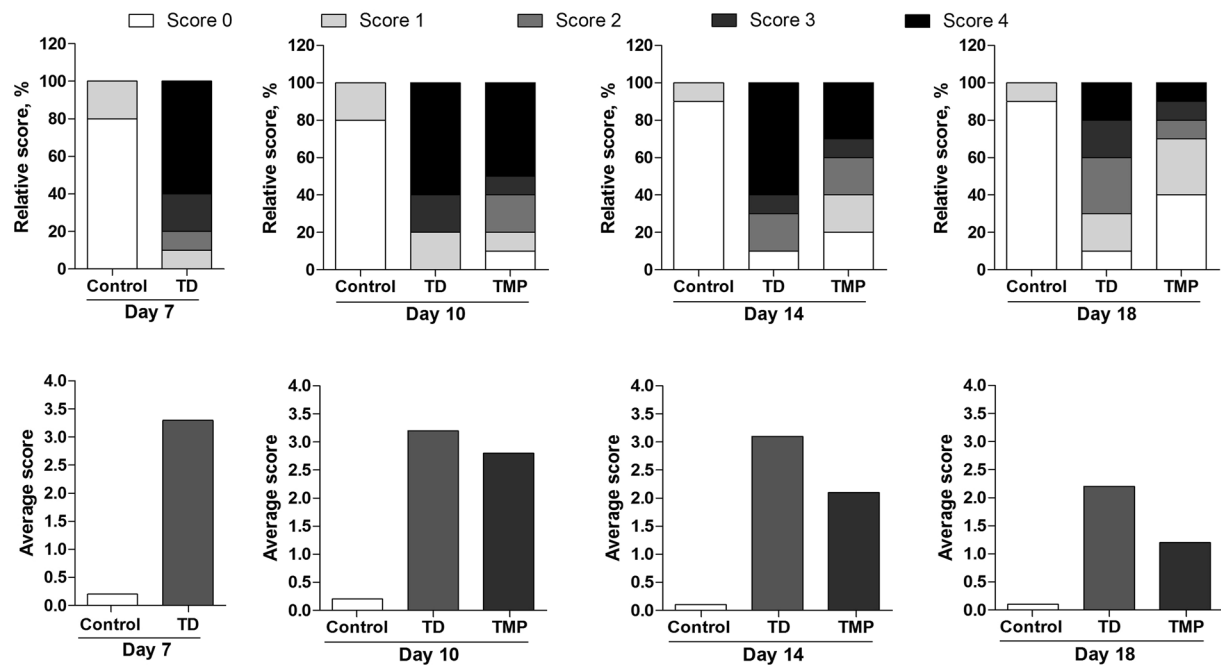 Score 0 Score 1 Score 2 Score 3 Score 4
Relative score, %
120
100
80
60
40
20
0
Control TD
Day 7
Relative score, %
120
100
80
60
40
20
0
Control TD TMP
Day 10
Relative score, %
120
100
80
60
40
20
0
Control TD TMP
Day 14
Relative score, %
120
100
80
60
40
20
0
Control TD TMP
Day 18
Average score
4.0
3.5
3.0
2.5
2.0
1.5
1.0
0.5
0.0
Control TD
Day 7
Average score
4.0
3.5
3.0
2.5
2.0
1.5
1.0
0.5
0.0
Control TD TMP
Day 10
Average score
4.0
3.5
3.0
2.5
2.0
1.5
1.0
0.5
0.0
Control TD TMP
Day 14
Average score
4.0
3.5
3.0
2.5
2.0
1.5
1.0
0.5
0.0
Control TD TMP
Day 18